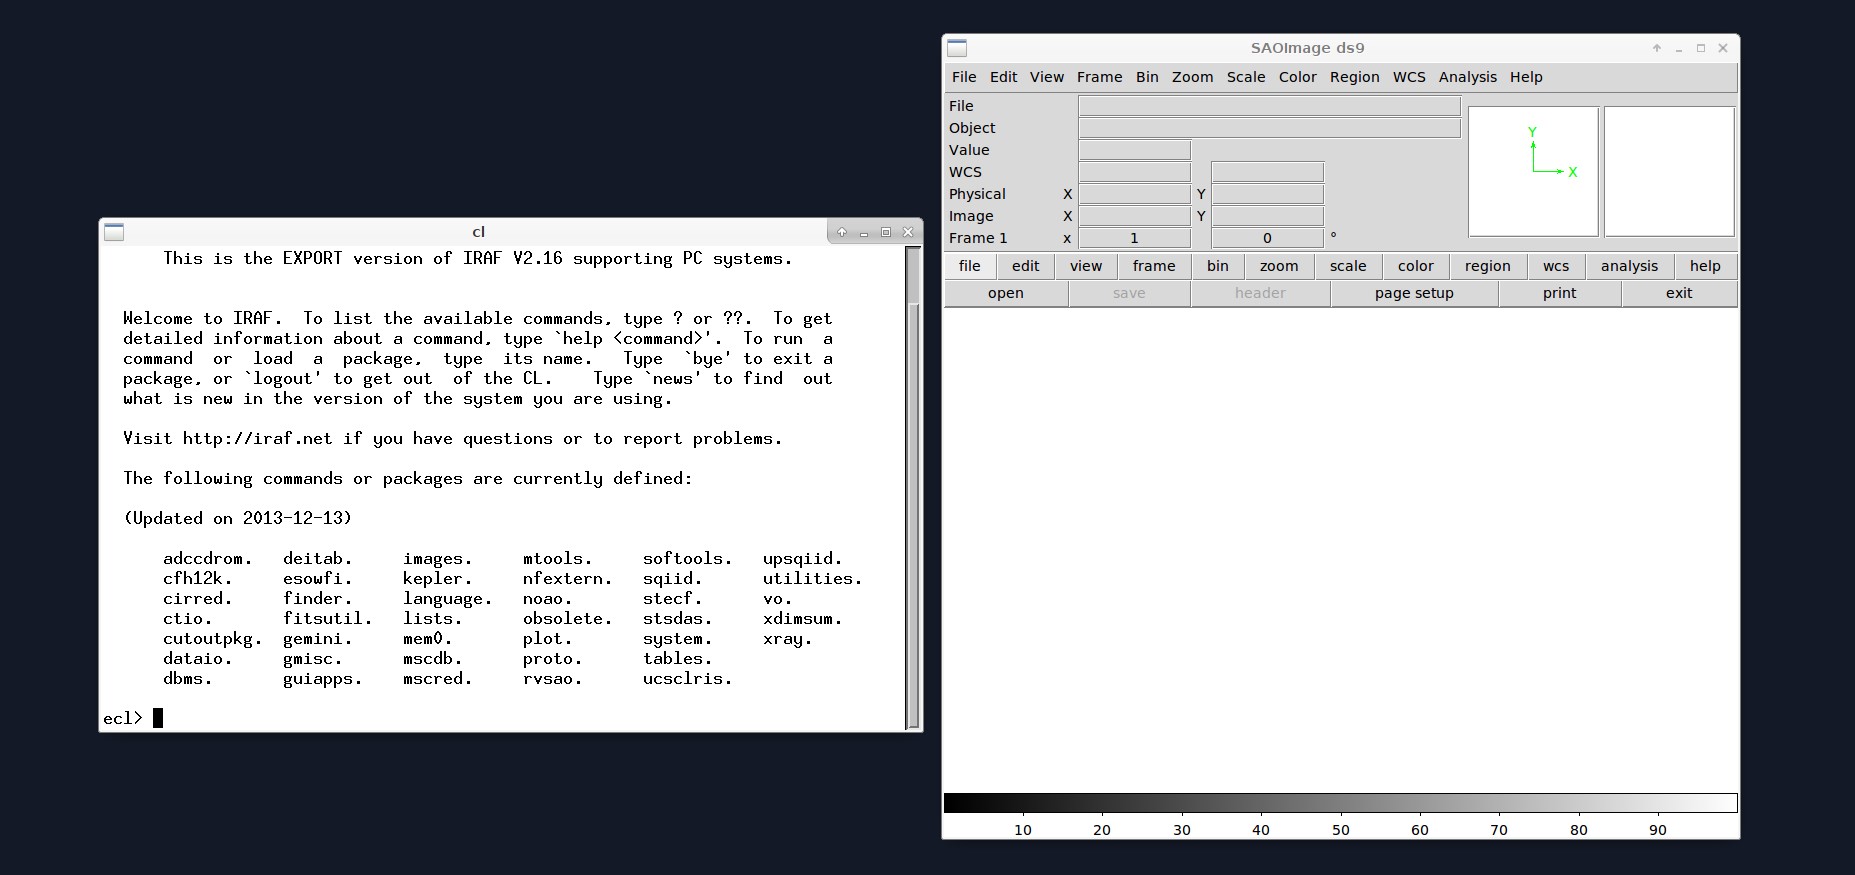 cl
This is the EXPORT version of IRAF V2.16 supporting PC systems.
Welcome to IRAF.  To list the available commands, type ? or ??.  To get
detailed information about a command, type `help <command>'.  To run  a
command  or  load  a  package,  type  its name.   Type  `bye' to exit a
package, or `logout' to get out  of the CL.    Type `news' to find  out
what is new in the version of the system you are using.
Visit http://iraf.net if you have questions or to report problems.
The following commands or packages are currently defined:
(Updated on 2013-12-13)
adccdrom.   deitab.     images.     mtools.     softools.   upsqiid.
cfh12k.     esowfi.     kepler.     nfextern.   sqiid.      utilities.
cirred.     finder.     language.   noao.       stecf.      vo.
ctio.       fitsutil.   lists.      obsolete.   stsdas.     xdimsum.
cutoutpkg.  gemini.     mem0.       plot.       system.     xray.
dataio.     gmisc.      mscdb.      proto.      tables.
dbms.       guiapps.    mscred.     rvsao.      ucsclris.
ecl>
SAOImage ds9
File Edit View Frame Bin Zoom Scale Color Region WCS Analysis Help
File
Object
Value
WCS
Physical X Y
Image X Y
Frame 1 x 1 0 °
Y
X
file edit view frame bin zoom scale color region wcs analysis help
open save header page setup print exit
10 20 30 40 50 60 70 80 90